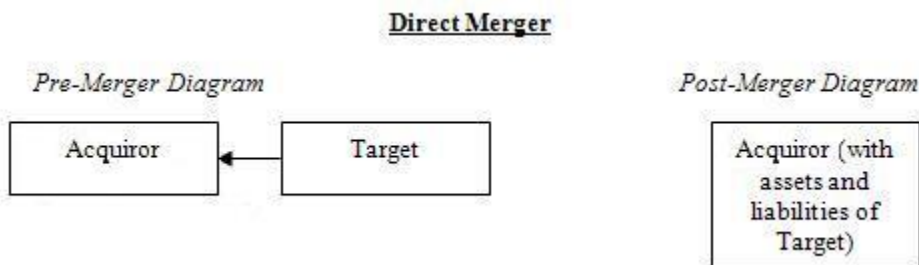 Direct Merger
Pre-Merger Diagram
Post-Merger Diagram
Acquiror
Target
Acquiror (with
assets and
liabilities of
Target)